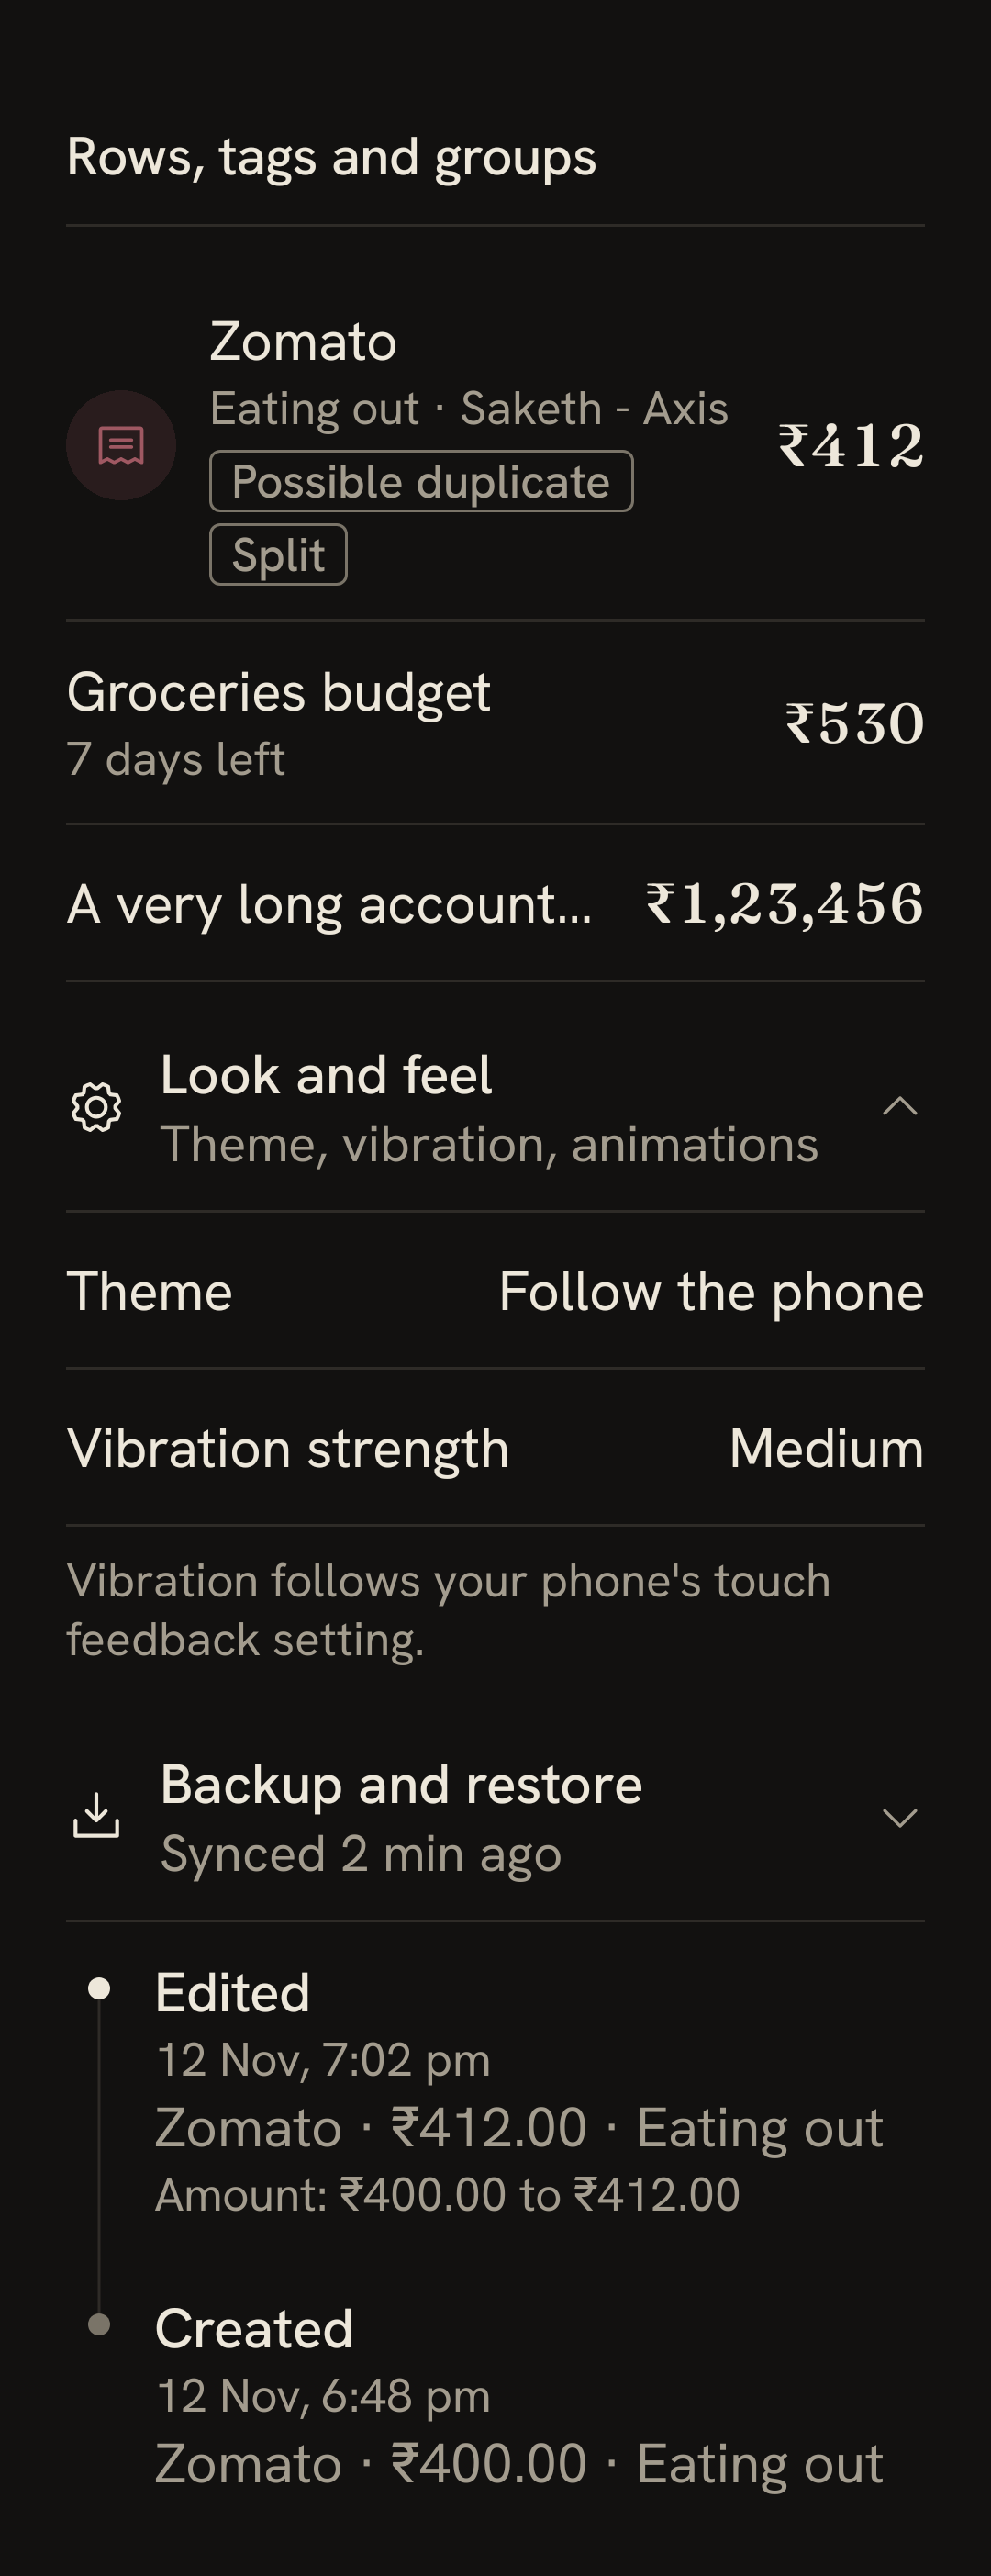 Rows, tags and groups
Zomato
Eating out · Saketh - Axis
₹412
Possible duplicate
Split
Groceries budget
₹530
7 days left
A very long account... ₹1,23,456
Look and feel
Theme, vibration, animations
Theme Follow the phone
Vibration strength Medium
Vibration follows your phone's touch
feedback setting.
Backup and restore
Synced 2 min ago
Edited
12 Nov, 7:02 pm
Zomato · ₹412.00 · Eating out
Amount: ₹400.00 to ₹412.00
Created
12 Nov, 6:48 pm
Zomato · ₹400.00 · Eating out